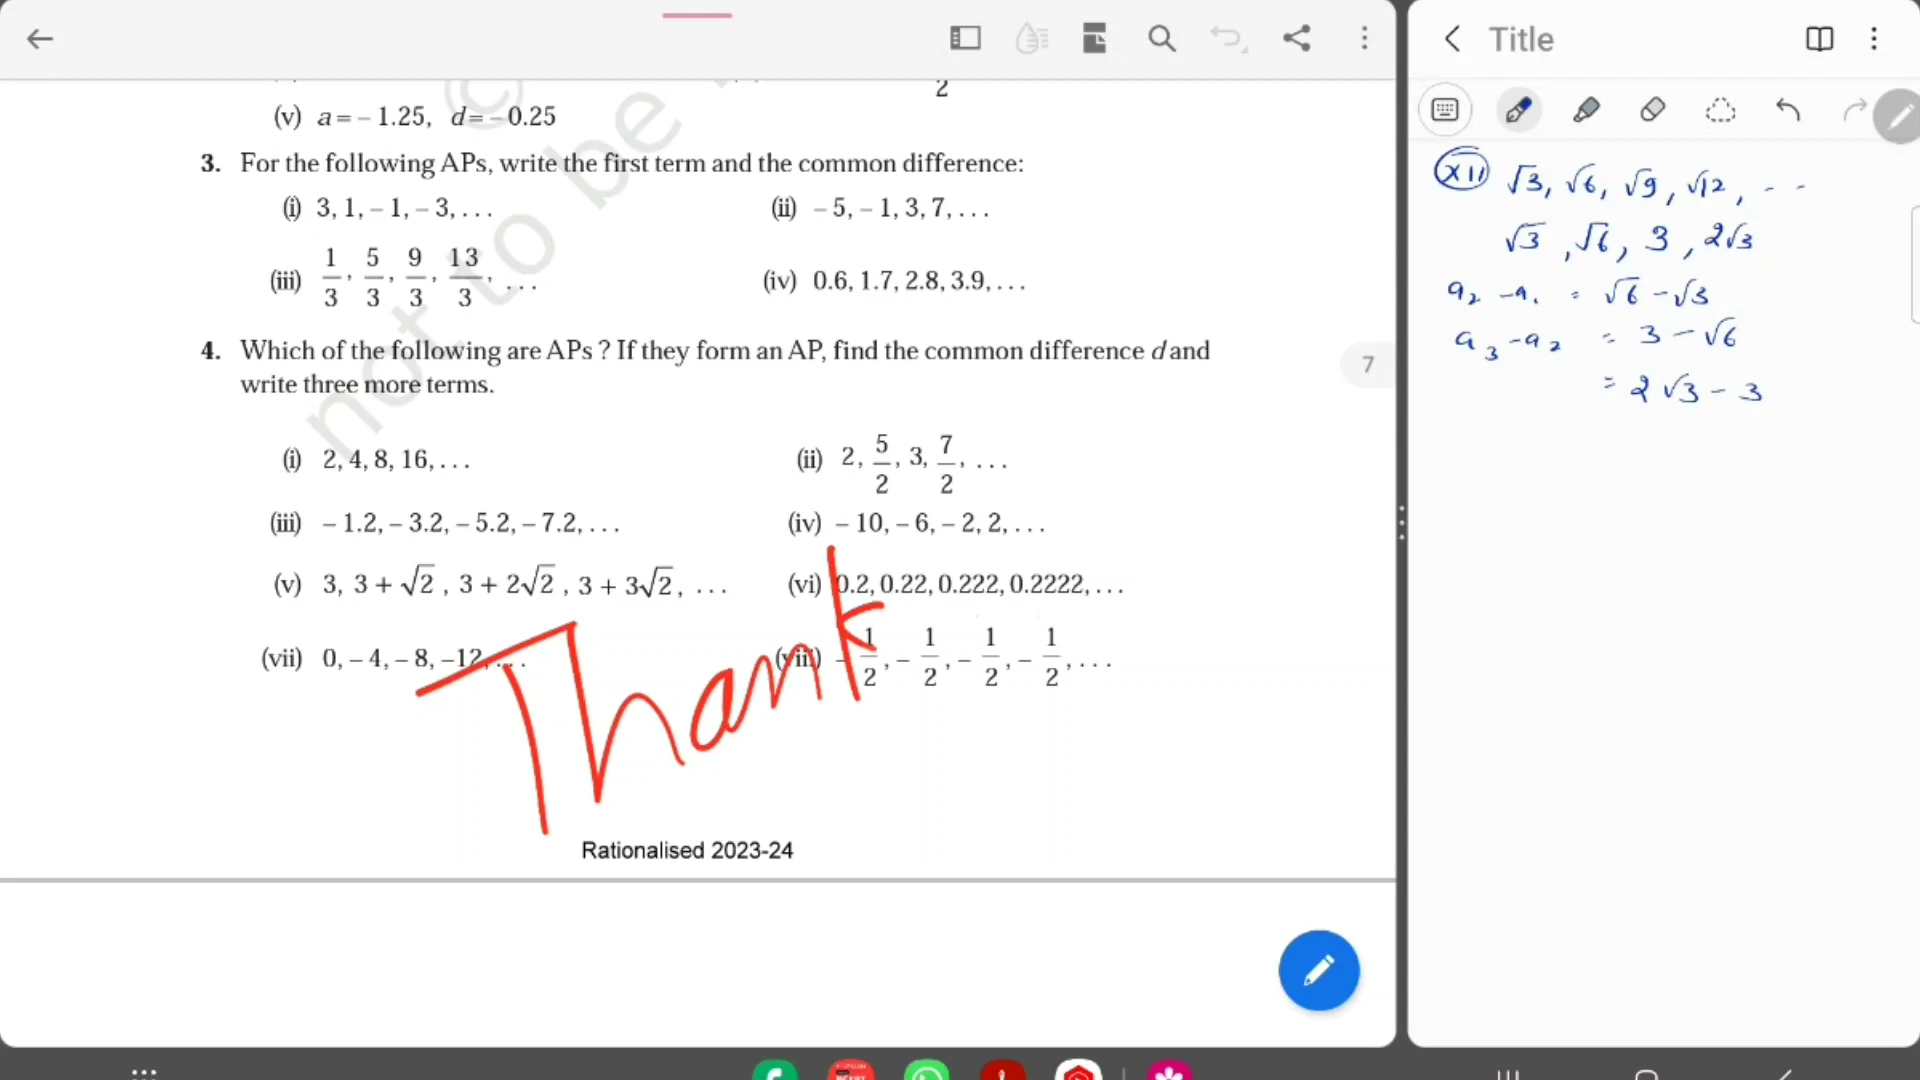 Title
2
(v) a = – 1.25, d = – 0.25
3. For the following APs, write the first term and the common difference:
(i) 3, 1, – 1, – 3, . . .
(ii) – 5, – 1, 3, 7, . . .
(iii) 1/3, 5/3, 9/3, 13/3, . . .
(iv) 0.6, 1.7, 2.8, 3.9, . . .
4. Which of the following are APs ? If they form an AP, find the common difference d and
write three more terms.
7
(i) 2, 4, 8, 16, . . .
(ii) 2, 5/2, 3, 7/2, . . .
(iii) – 1.2, – 3.2, – 5.2, – 7.2, . . .
(iv) – 10, – 6, – 2, 2, . . .
(v) 3, 3 + √2, 3 + 2√2, 3 + 3√2, . . .
(vi) 0.2, 0.22, 0.222, 0.2222, . . .
(vii) 0, – 4, – 8, –12, . . .
(viii) – 1/2, – 1/2, – 1/2, – 1/2, . . .
Thank
Rationalised 2023-24
©
not to be
(XII) √3, √6, √9, √12, - -
√3, √6, 3, 2√3
a₂ - a₁ = √6 - √3
a₃ - a₂ = 3 - √6
= 2√3 - 3